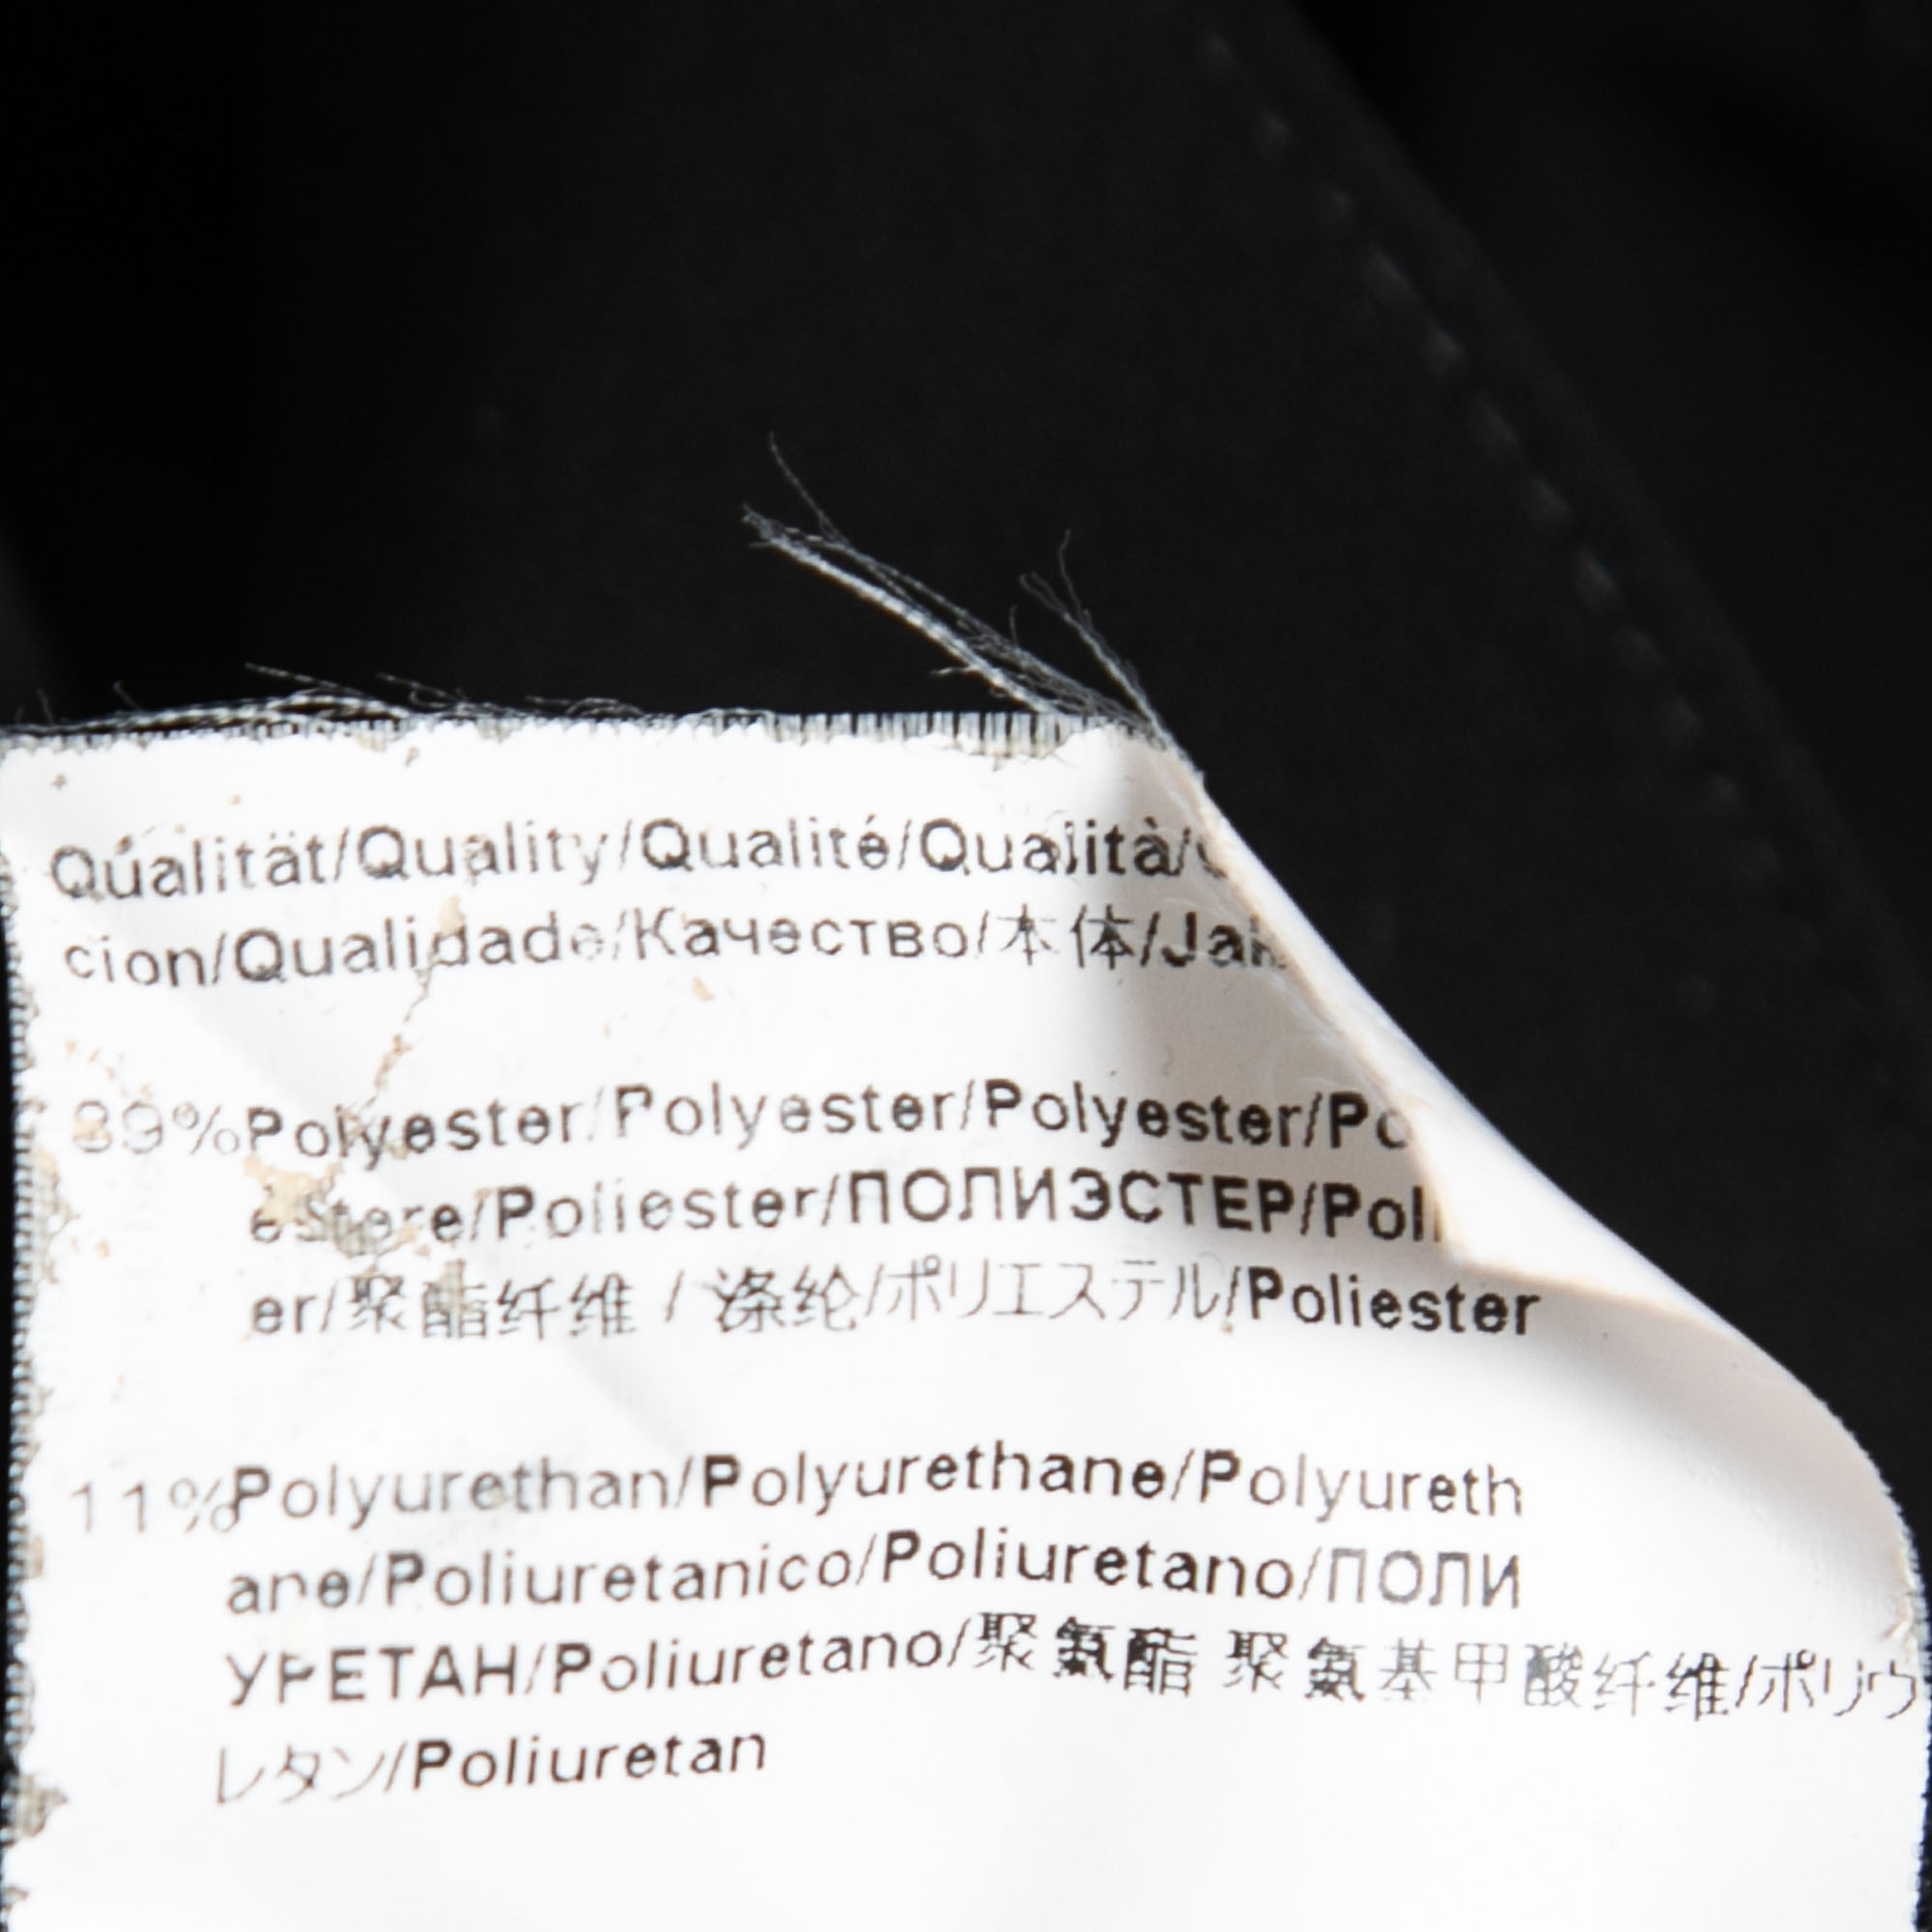 Qualität/Quality/Qualité/Qualità/
cion/Qualidade/Качество/本体/
89%Polyester/Polyester/Polyester/
estere/Poliester/ПОЛИЭСТЕР/
er/聚酯纤维 / 涤纶/ポリエステル/Poliester
11%Polyurethan/Polyurethane/Polyureth
ane/Poliuretanico/Poliuretano/ПОЛИ
УРЕТАН/Poliuretano/聚氨酯 聚氨基甲酸纤维/ポリウ
レタン/Poliuretan